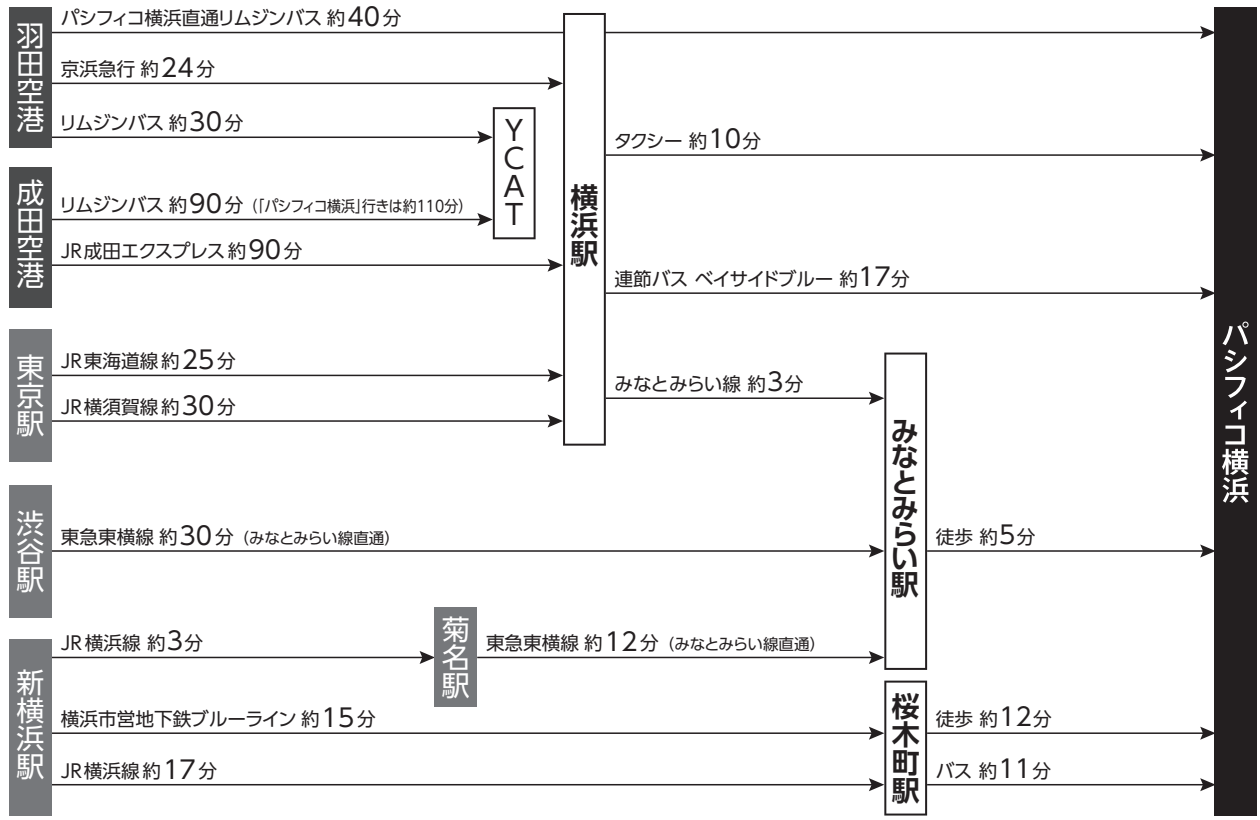 羽田空港
パシフィコ横浜直通リムジンバス 約40分
京浜急行 約24分
リムジンバス 約30分
成田空港
リムジンバス 約90分 (「パシフィコ横浜」行きは約110分)
JR成田エクスプレス 約90分
YCAT
東京駅
JR東海道線 約25分
JR横須賀線 約30分
横浜駅
タクシー 約10分
連節バス ベイサイドブルー 約17分
みなとみらい線 約3分
渋谷駅
東急東横線 約30分 (みなとみらい線直通)
新横浜駅
JR横浜線 約3分
菊名駅
東急東横線 約12分 (みなとみらい線直通)
みなとみらい駅
徒歩 約5分
横浜市営地下鉄ブルーライン 約15分
JR横浜線 約17分
桜木町駅
徒歩 約12分
バス 約11分
パシフィコ横浜